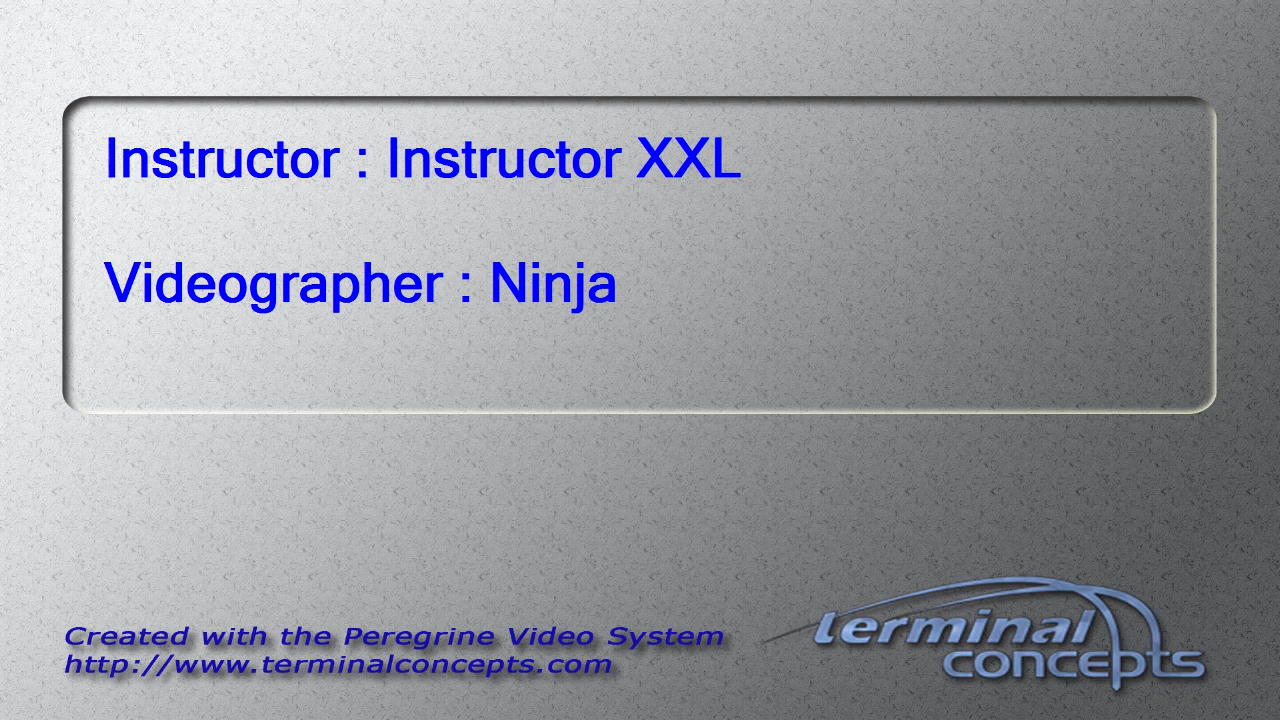 Instructor : Instructor XXL
Videographer : Ninja
Created with the Peregrine Video System
http://www.terminalconcepts.com
terminal
concepts